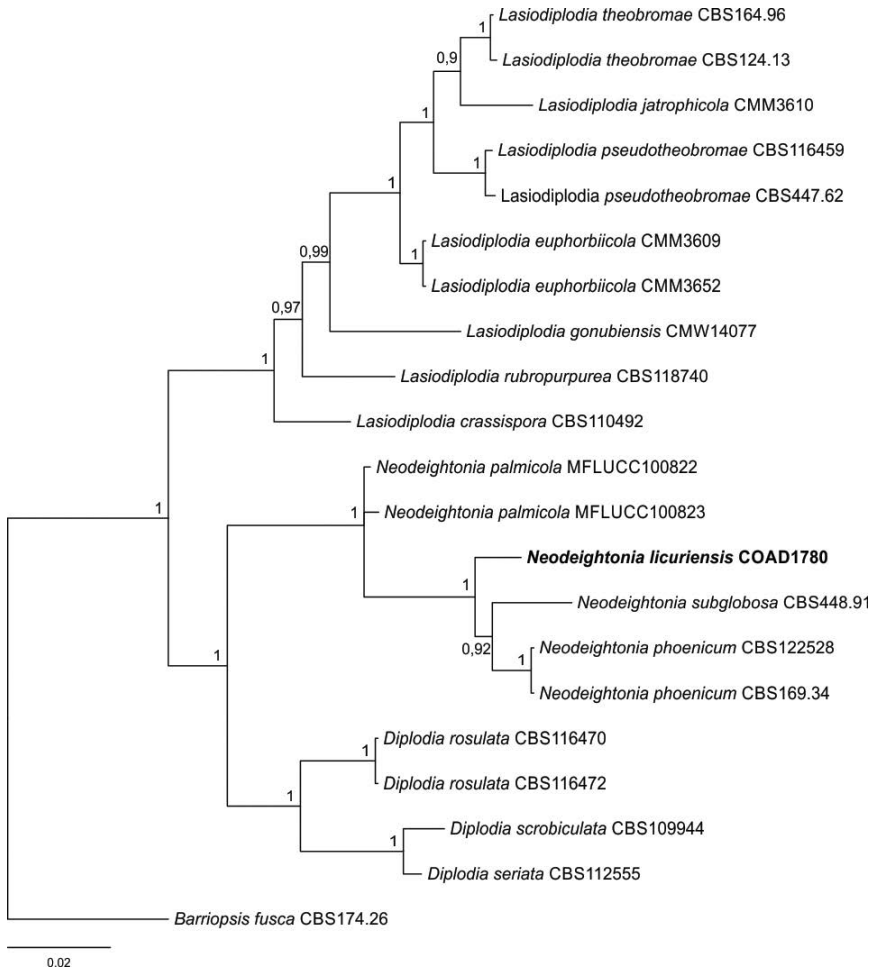 Lasiodiplodia theobromae CBS164.96
1
Lasiodiplodia theobromae CBS124.13
0,9
Lasiodiplodia jatrophicola CMM3610
1
Lasiodiplodia pseudotheobromae CBS116459
1
Lasiodiplodia pseudotheobromae CBS447.62
1
Lasiodiplodia euphorbiicola CMM3609
1
Lasiodiplodia euphorbiicola CMM3652
0,99
Lasiodiplodia gonubiensis CMW14077
0,97
Lasiodiplodia rubropurpurea CBS118740
1
Lasiodiplodia crassispora CBS110492
Neodeightonia palmicola MFLUCC100822
1
1
Neodeightonia palmicola MFLUCC100823
Neodeightonia licuriensis COAD1780
1
Neodeightonia subglobosa CBS448.91
0,92
Neodeightonia phoenicum CBS122528
1
1
Neodeightonia phoenicum CBS169.34
Diplodia rosulata CBS116470
1
Diplodia rosulata CBS116472
1
Diplodia scrobiculata CBS109944
1
Diplodia seriata CBS112555
Barriopsis fusca CBS174.26
0.02